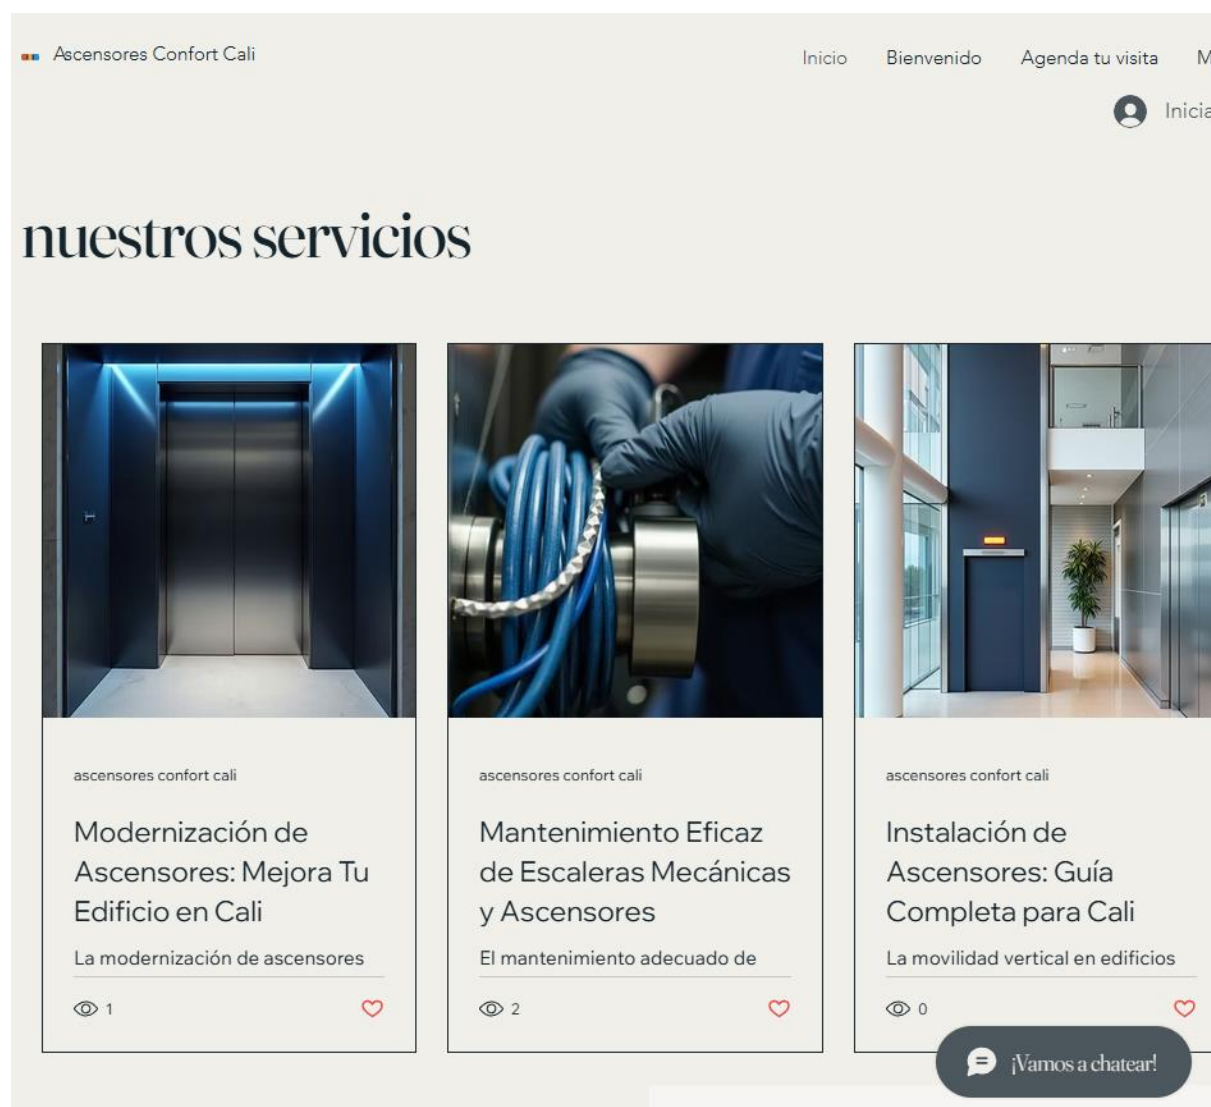 Ascensores Confort Cali
Inicio Bienvenido Agenda tu visita M
Inicia
nuestros servicios
ascensores confort cali
Modernización de
Ascensores: Mejora Tu
Edificio en Cali
La modernización de ascensores
1
ascensores confort cali
Mantenimiento Eficaz
de Escaleras Mecánicas
y Ascensores
El mantenimiento adecuado de
2
ascensores confort cali
Instalación de
Ascensores: Guía
Completa para Cali
La movilidad vertical en edificios
0
¡Vamos a chatear!